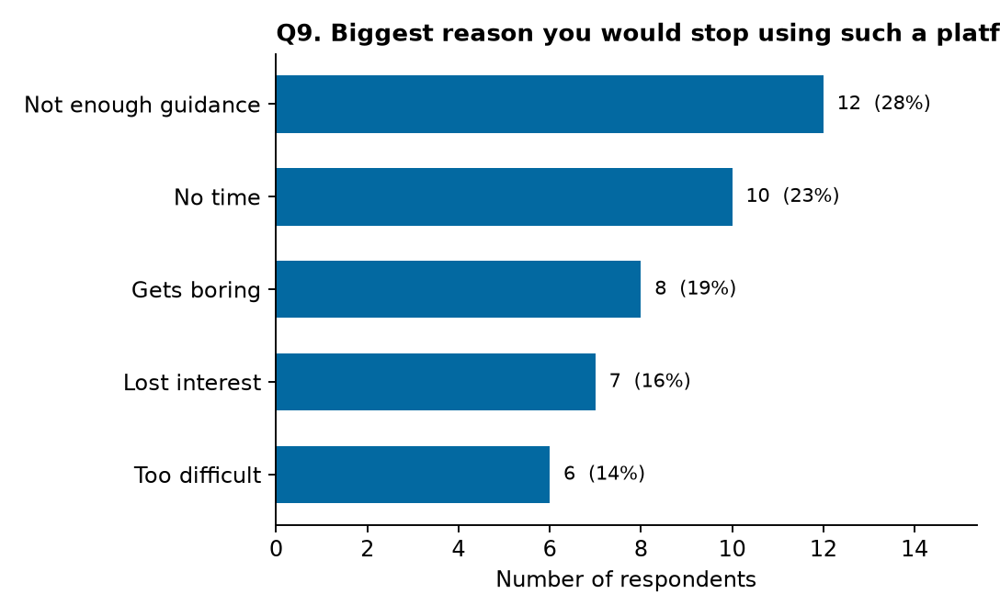 Q9. Biggest reason you would stop using such a platf
Not enough guidance
12 (28%)
No time
10 (23%)
Gets boring
8 (19%)
Lost interest
7 (16%)
Too difficult
6 (14%)
0 2 4 6 8 10 12 14
Number of respondents